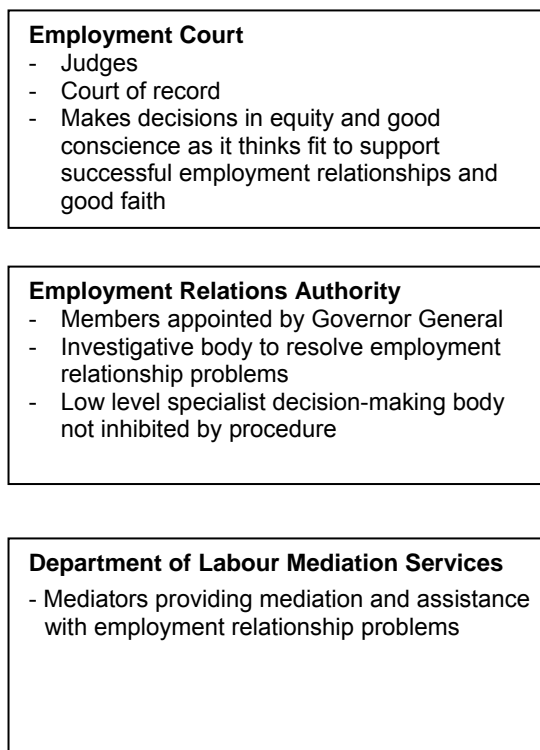 Employment Court
- Judges
- Court of record
- Makes decisions in equity and good
conscience as it thinks fit to support
successful employment relationships and
good faith
Employment Relations Authority
- Members appointed by Governor General
- Investigative body to resolve employment
relationship problems
- Low level specialist decision-making body
not inhibited by procedure
Department of Labour Mediation Services
- Mediators providing mediation and assistance
with employment relationship problems